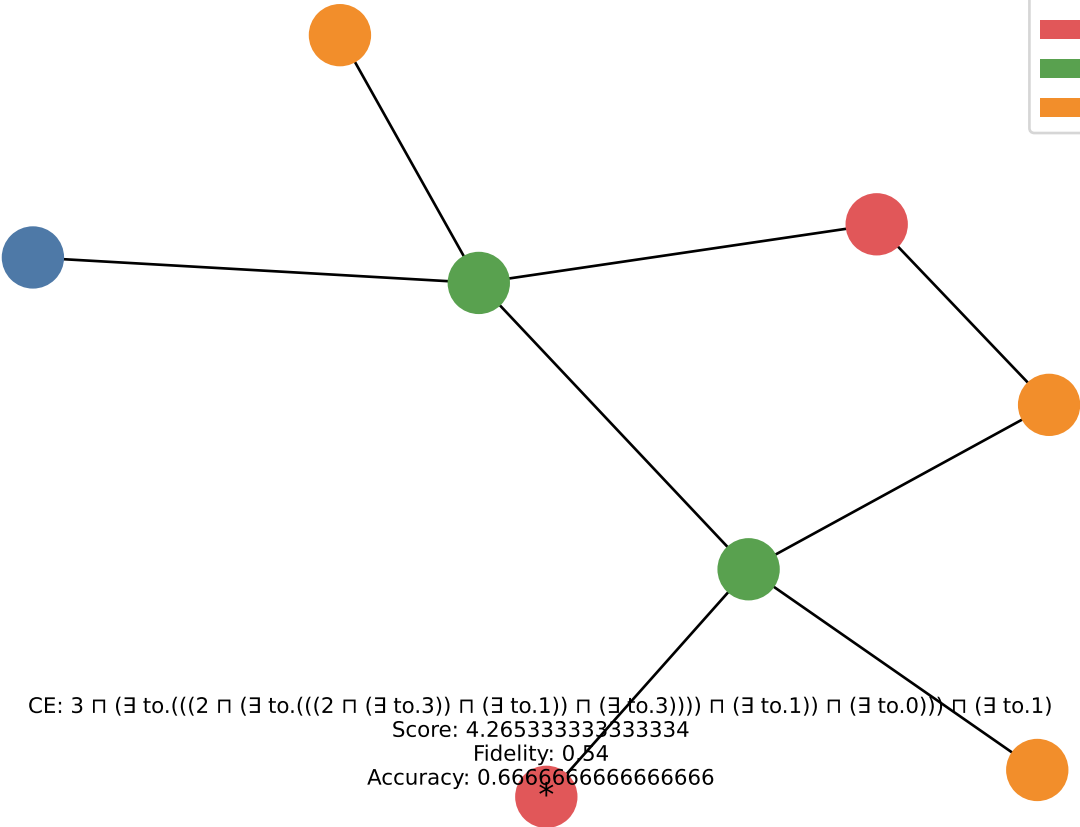 CE: 3 ⊓ (∃ to.(((2 ⊓ (∃ to.(((2 ⊓ (∃ to.3)) ⊓ (∃ to.1)) ⊓ (∃ to.3)))) ⊓ (∃ to.1)) ⊓ (∃ to.0))) ⊓ (∃ to.1)
Score: 4.265333333333334
Fidelity: 0.54
Accuracy: 0.6666666666666666
*